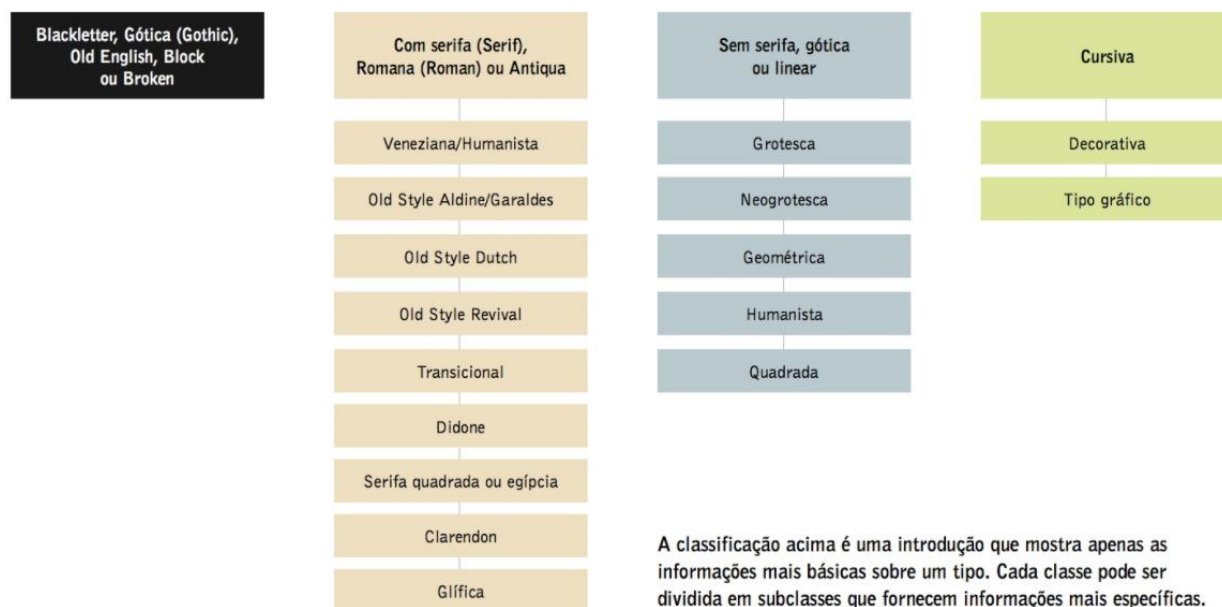 Blackletter, Gótica (Gothic),
Old English, Block
ou Broken
Com serifa (Serif),
Romana (Roman) ou Antiqua
Veneziana/Humanista
Old Style Aldine/Garaldes
Old Style Dutch
Old Style Revival
Transicional
Didone
Serifa quadrada ou egípcia
Clarendon
Glífica
Sem serifa, gótica
ou linear
Grotesca
Neogrotesca
Geométrica
Humanista
Quadrada
Cursiva
Decorativa
Tipo gráfico
A classificação acima é uma introdução que mostra apenas as
informações mais básicas sobre um tipo. Cada classe pode ser
dividida em subclasses que fornecem informações mais específicas.